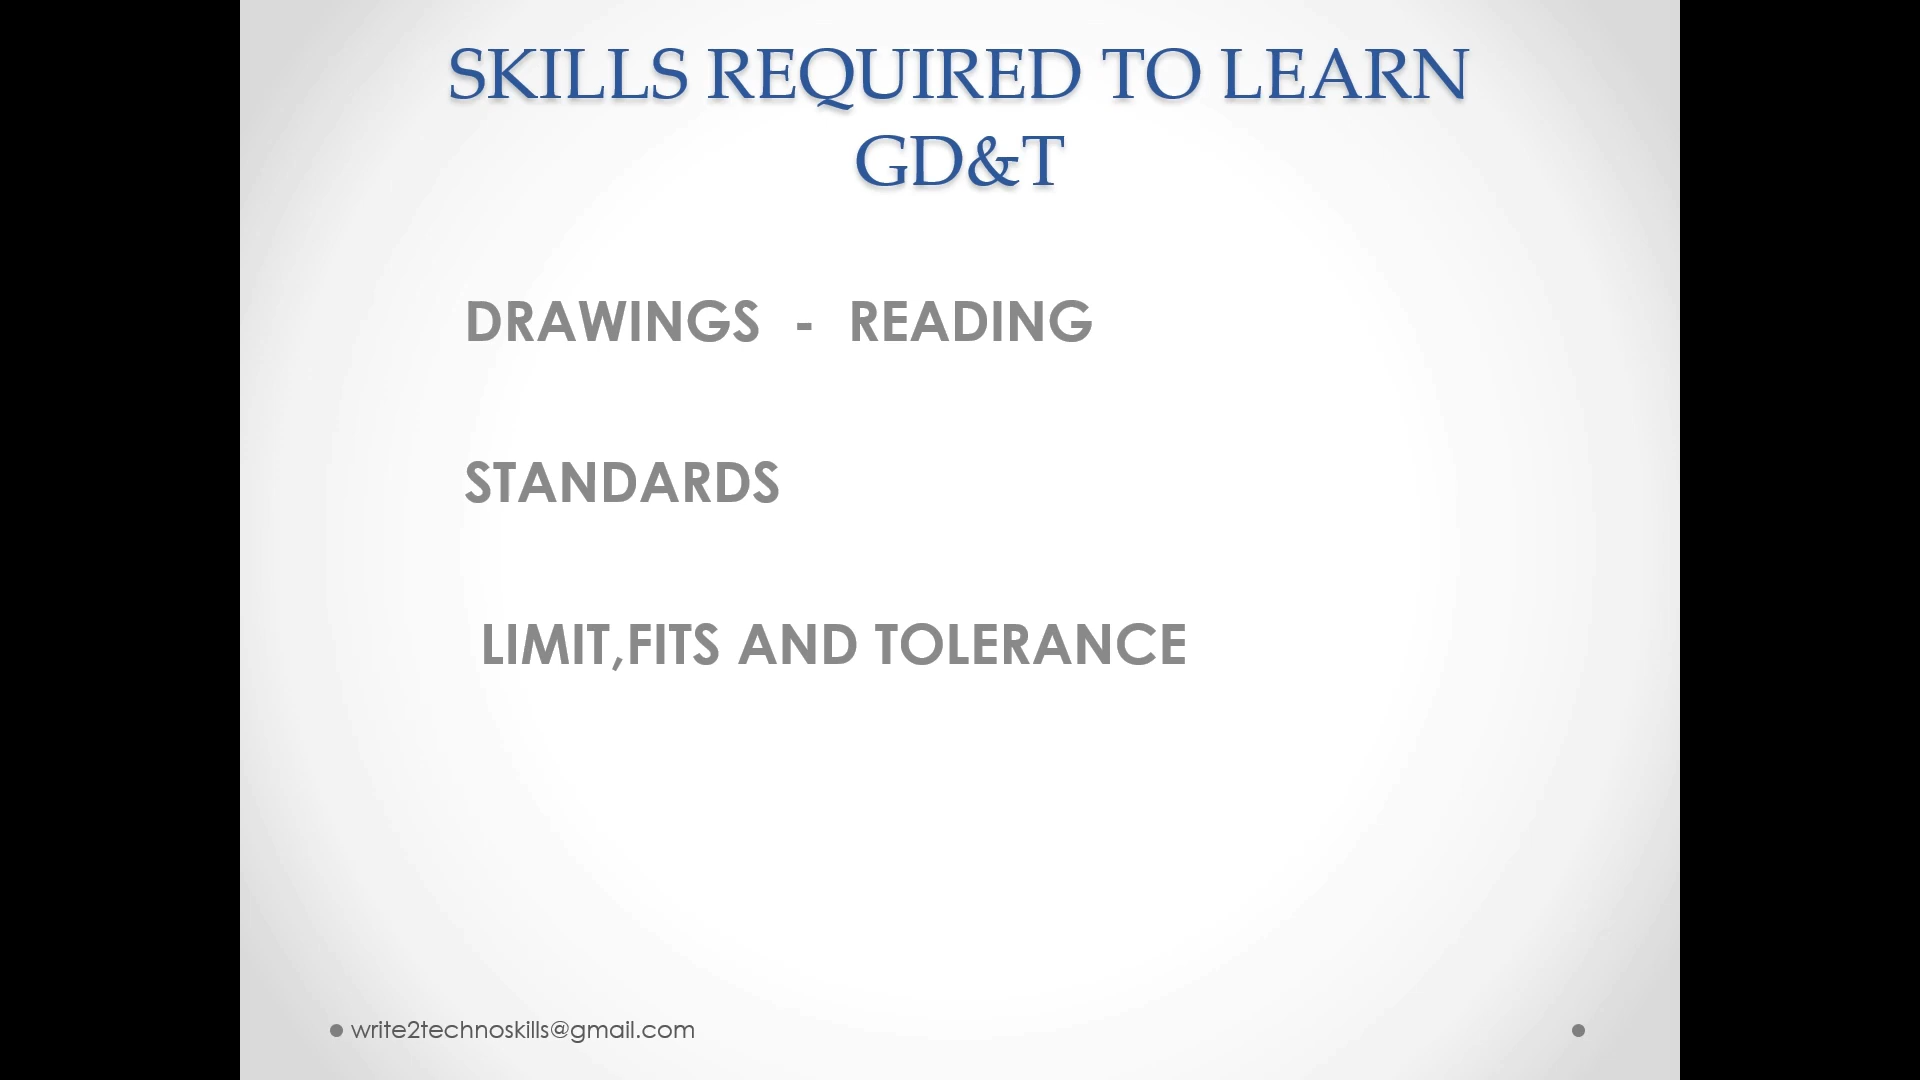 SKILLS REQUIRED TO LEARN
GD&T
DRAWINGS - READING
STANDARDS
LIMIT,FITS AND TOLERANCE
write2technoskills@gmail.com